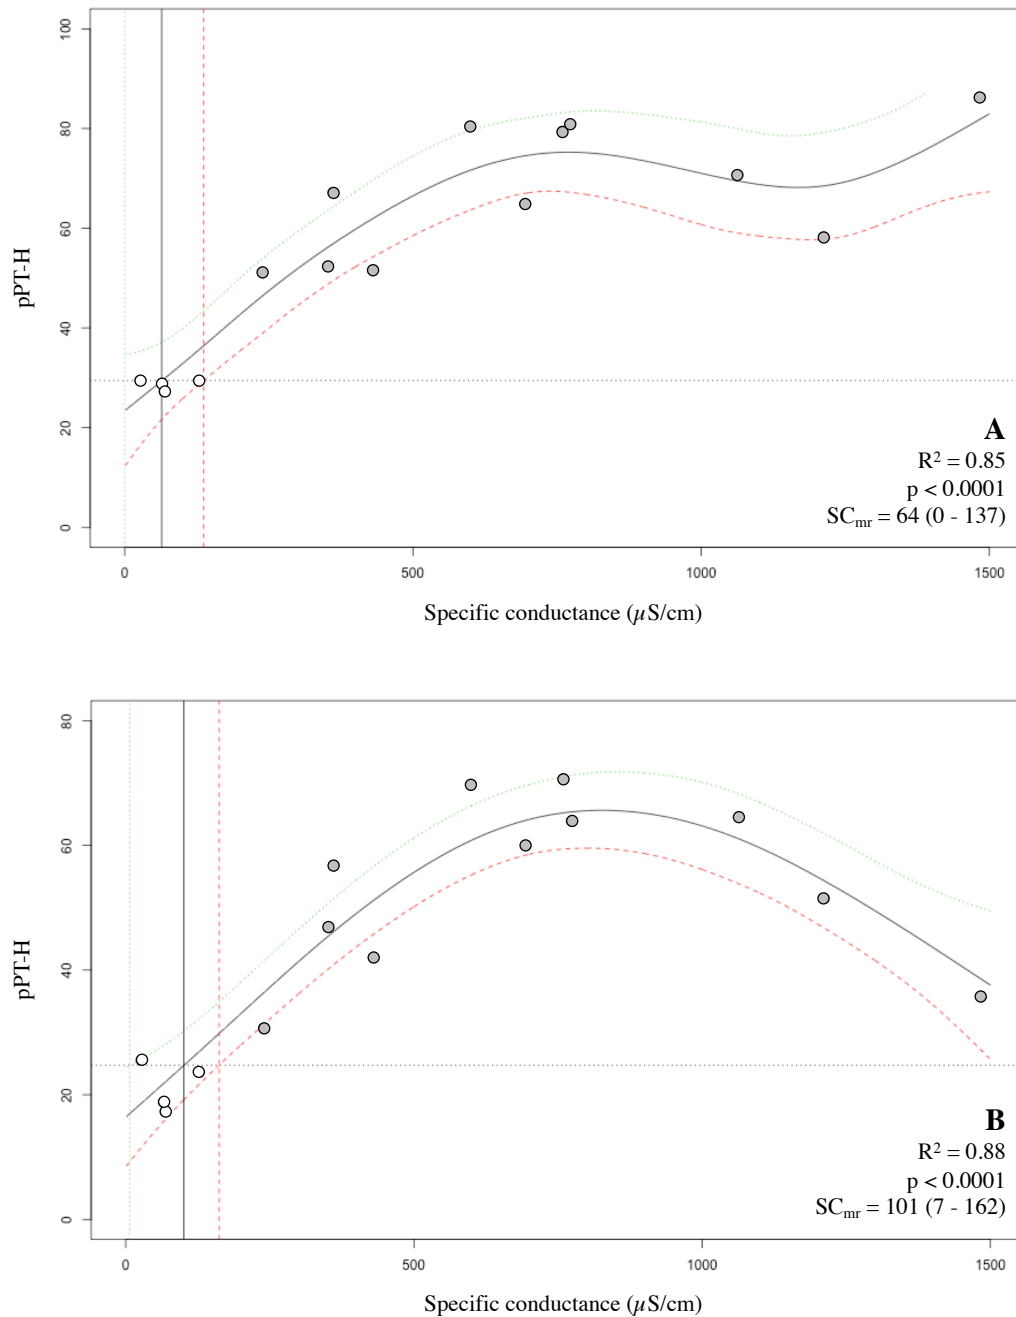 100
80
60
40
20
0
pPT-H
A
R² = 0.85
p < 0.0001
SCmr = 64 (0 - 137)
0 500 1000 1500
Specific conductance (µS/cm)
80
60
40
20
0
pPT-H
B
R² = 0.88
p < 0.0001
SCmr = 101 (7 - 162)
0 500 1000 1500
Specific conductance (µS/cm)